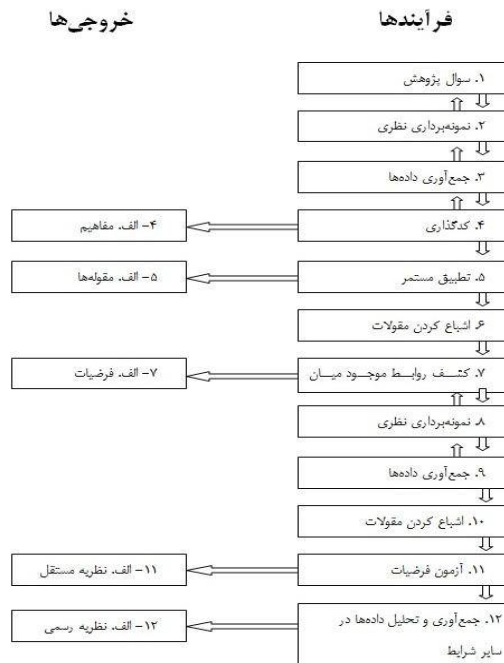 فرآیندها
خروجی‌ها
۱. سوال پژوهش
۲. نمونه‌برداری نظری
۳. جمع‌آوری داده‌ها
۴. کدگذاری
۴- الف. مفاهیم
۵. تطبیق مستمر
۵- الف. مقوله‌ها
۶. اشباع کردن مقولات
۷. کشف روابط موجود میان
۷- الف. فرضیات
۸. نمونه‌برداری نظری
۹. جمع‌آوری داده‌ها
۱۰. اشباع کردن مقولات
۱۱. آزمون فرضیات
۱۱- الف. نظریه مستقل
۱۲. جمع‌آوری و تحلیل داده‌ها در
سایر شرایط
۱۲- الف. نظریه رسمی